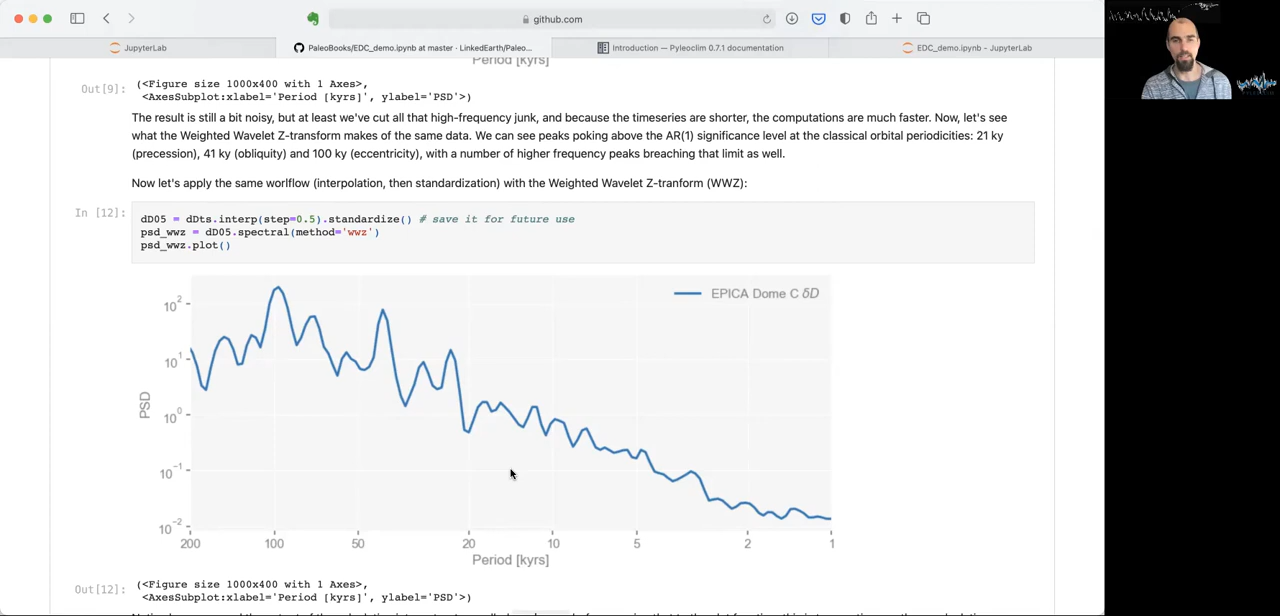 github.com
JupyterLab
PaleoBooks/EDC_demo.ipynb at master · LinkedEarth/Paleo...
Introduction — Pyleoclim 0.7.1 documentation
EDC_demo.ipynb - JupyterLab
Period [kyrs]
Out[9]: (<Figure size 1000x400 with 1 Axes>,
<AxesSubplot:xlabel='Period [kyrs]', ylabel='PSD'>)
The result is still a bit noisy, but at least we've cut all that high-frequency junk, and because the timeseries are shorter, the computations are much faster. Now, let's see
what the Weighted Wavelet Z-transform makes of the same data. We can see peaks poking above the AR(1) significance level at the classical orbital periodicities: 21 ky
(precession), 41 ky (obliquity) and 100 ky (eccentricity), with a number of higher frequency peaks breaching that limit as well.
Now let's apply the same worlflow (interpolation, then standardization) with the Weighted Wavelet Z-tranform (WWZ):
In [12]: dD05 = dDts.interp(step=0.5).standardize() # save it for future use
psd_wwz = dD05.spectral(method='wwz')
psd_wwz.plot()
EPICA Dome C δD
10²
10¹
10⁰
10⁻¹
10⁻²
PSD
200 100 50 20 10 5 2 1
Period [kyrs]
Out[12]: (<Figure size 1000x400 with 1 Axes>,
<AxesSubplot:xlabel='Period [kyrs]', ylabel='PSD'>)